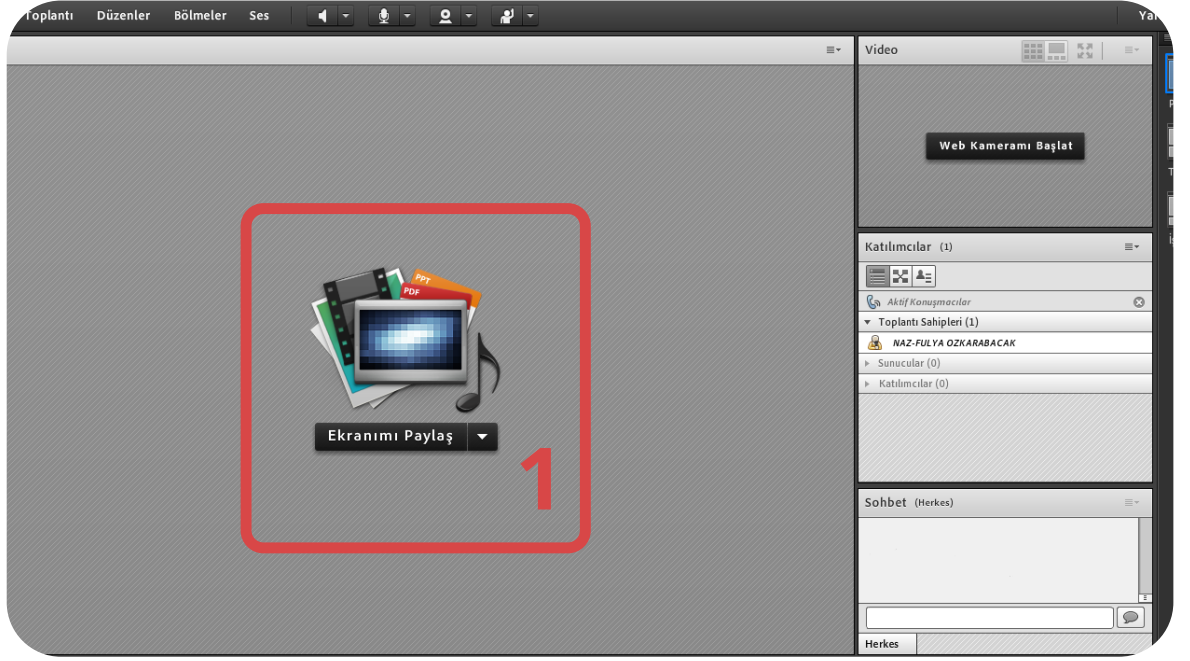 Toplantı Düzenler Bölmeler Ses
Video
Web Kameramı Başlat
PPT
PDF
Ekranımı Paylaş
1
Katılımcılar (1)
Aktif Konuşmacılar
Toplantı Sahipleri (1)
NAZ-FULYA OZKARABACAK
Sunucular (0)
Katılımcılar (0)
Sohbet (Herkes)
Herkes